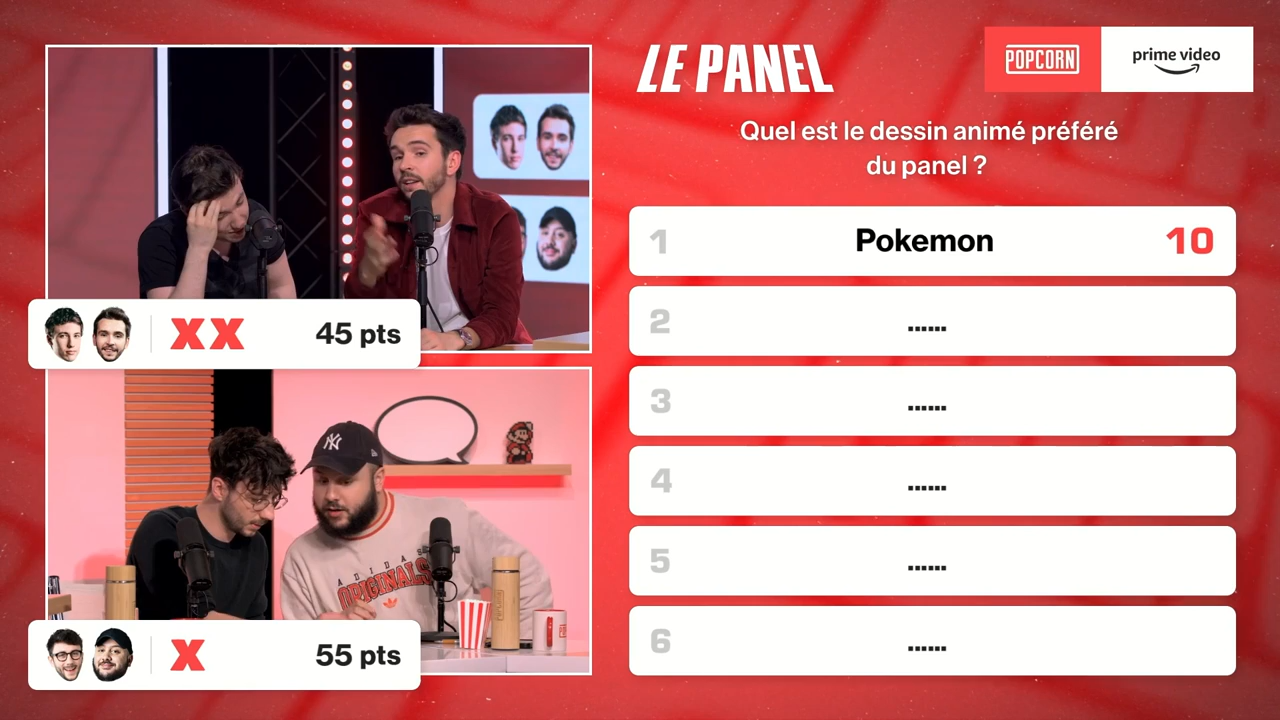 LE PANEL
POPCORN
prime video
Quel est le dessin animé préféré
du panel ?
1 Pokemon 10
2 ......
3 ......
4 ......
5 ......
6 ......
XX 45 pts
NY
ADIDAS
ORIGINALS
X 55 pts